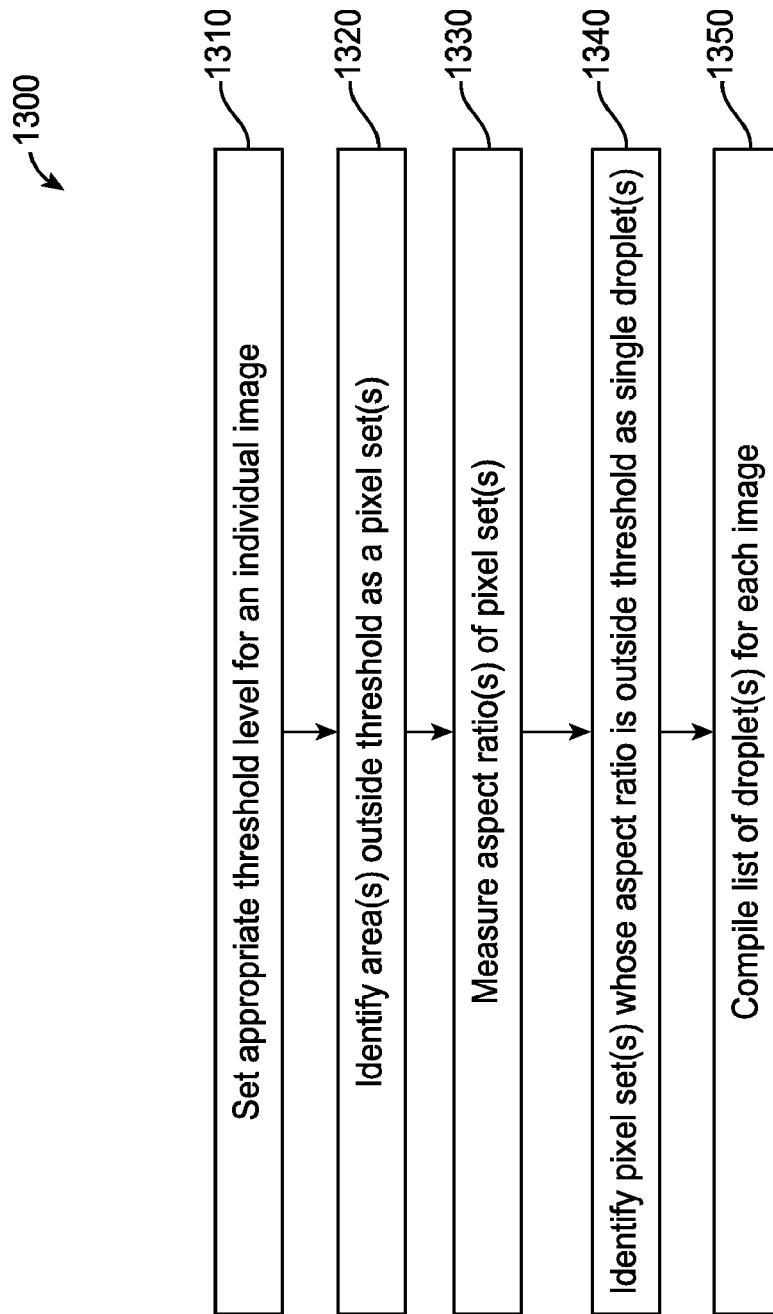 1300
Set appropriate threshold level for an individual image
1310
Identify area(s) outside threshold as a pixel set(s)
1320
Measure aspect ratio(s) of pixel set(s)
1330
Identify pixel set(s) whose aspect ratio is outside threshold as single droplet(s)
1340
Compile list of droplet(s) for each image
1350